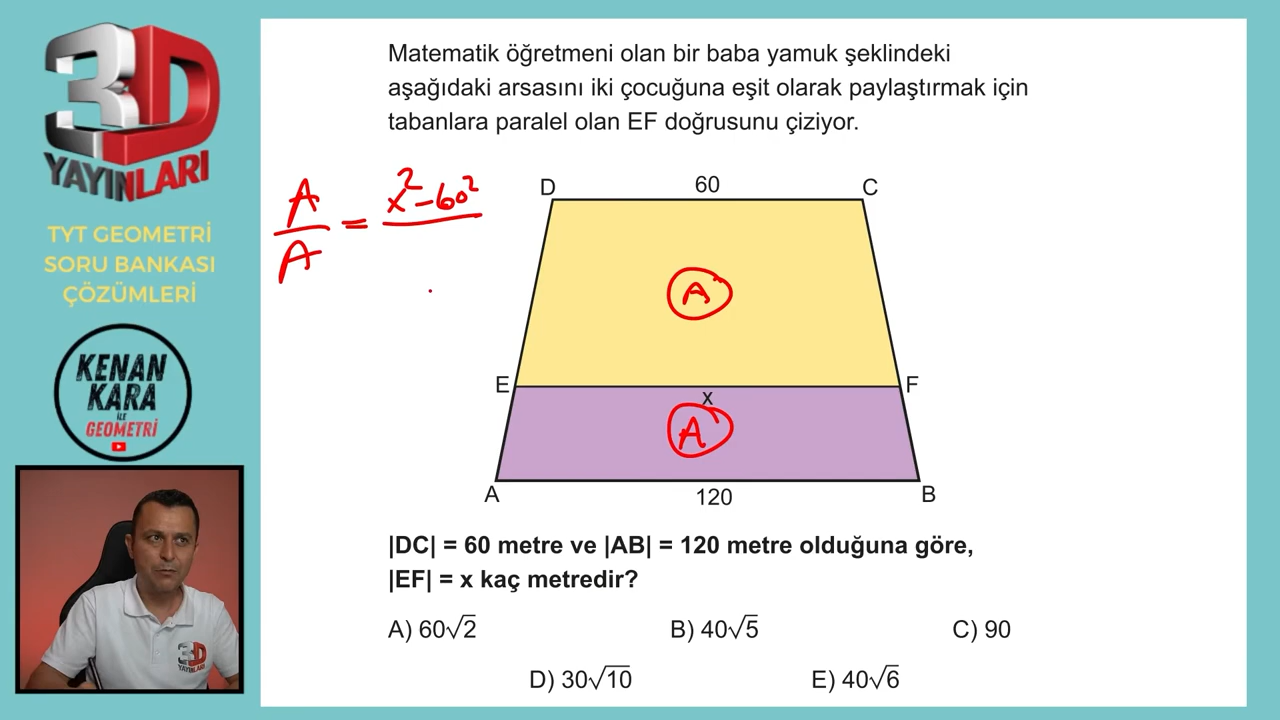 3D
YAYINLARI
TYT GEOMETRİ
SORU BANKASI
ÇÖZÜMLERİ
KENAN
KARA
İLE
GEOMETRİ
Matematik öğretmeni olan bir baba yamuk şeklindeki
aşağıdaki arsasını iki çocuğuna eşit olarak paylaştırmak için
tabanlara paralel olan EF doğrusunu çiziyor.
A/A = x²-60²
D 60 C
A
E x F
A
A 120 B
|DC| = 60 metre ve |AB| = 120 metre olduğuna göre,
|EF| = x kaç metredir?
A) 60√2 B) 40√5 C) 90
D) 30√10 E) 40√6
3D
YAYINLARI